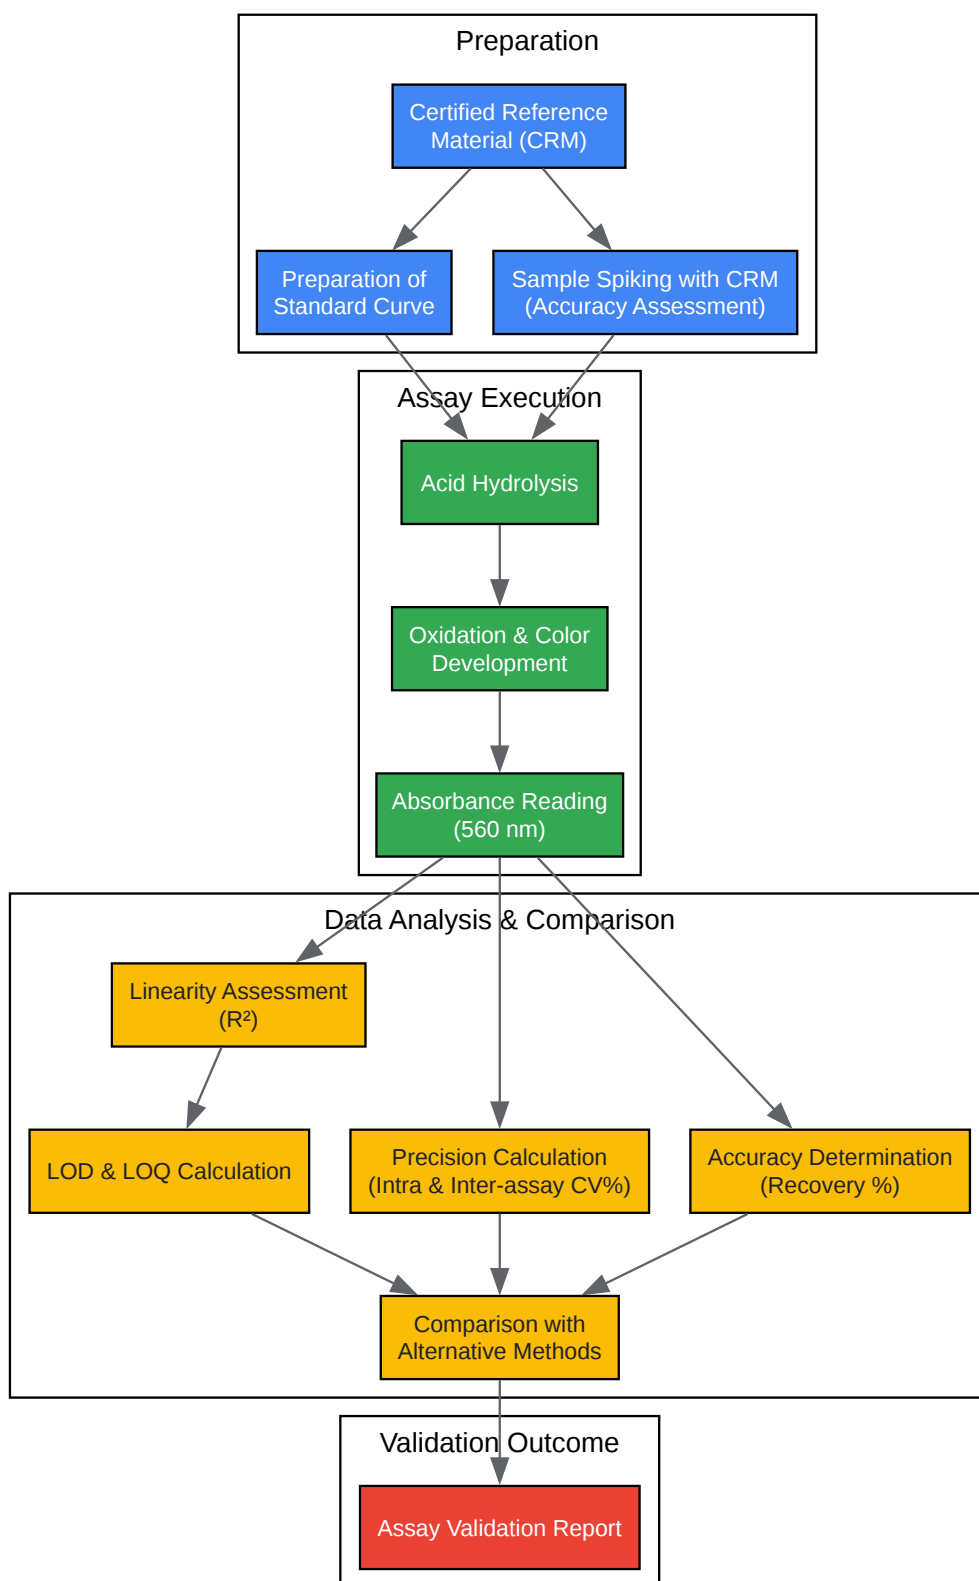 Preparation
Certified Reference
Material (CRM)
Preparation of
Standard Curve
Sample Spiking with CRM
(Accuracy Assessment)
Assay Execution
Acid Hydrolysis
Oxidation & Color
Development
Absorbance Reading
(560 nm)
Data Analysis & Comparison
Linearity Assessment
(R²)
LOD & LOQ Calculation
Precision Calculation
(Intra & Inter-assay CV%)
Accuracy Determination
(Recovery %)
Comparison with
Alternative Methods
Validation Outcome
Assay Validation Report